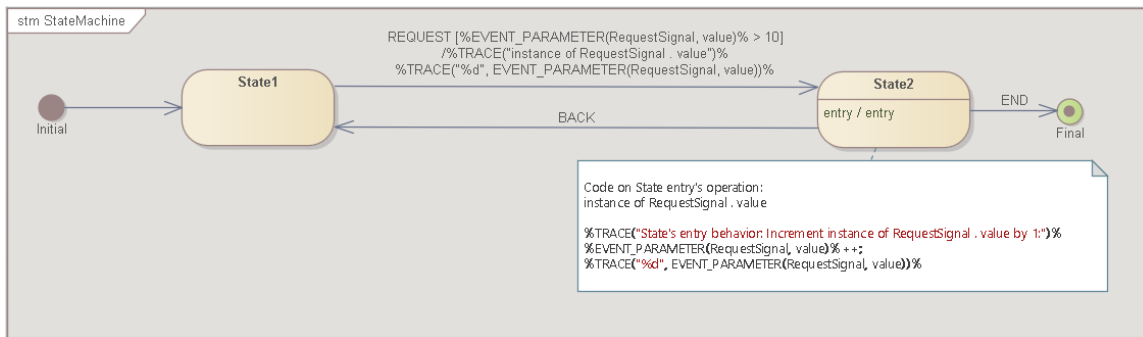 stm StateMachine
REQUEST [%EVENT_PARAMETER(RequestSignal, value)% > 10]
/%TRACE("instance of RequestSignal . value")%
%TRACE("%d", EVENT_PARAMETER(RequestSignal, value))%
State1
State2
entry / entry
END
BACK
Initial
Final
Code on State entry's operation:
instance of RequestSignal . value
%TRACE("State's entry behavior: Increment instance of RequestSignal . value by 1:")%
%EVENT_PARAMETER(RequestSignal, value)% ++;
%TRACE("%d", EVENT_PARAMETER(RequestSignal, value))%